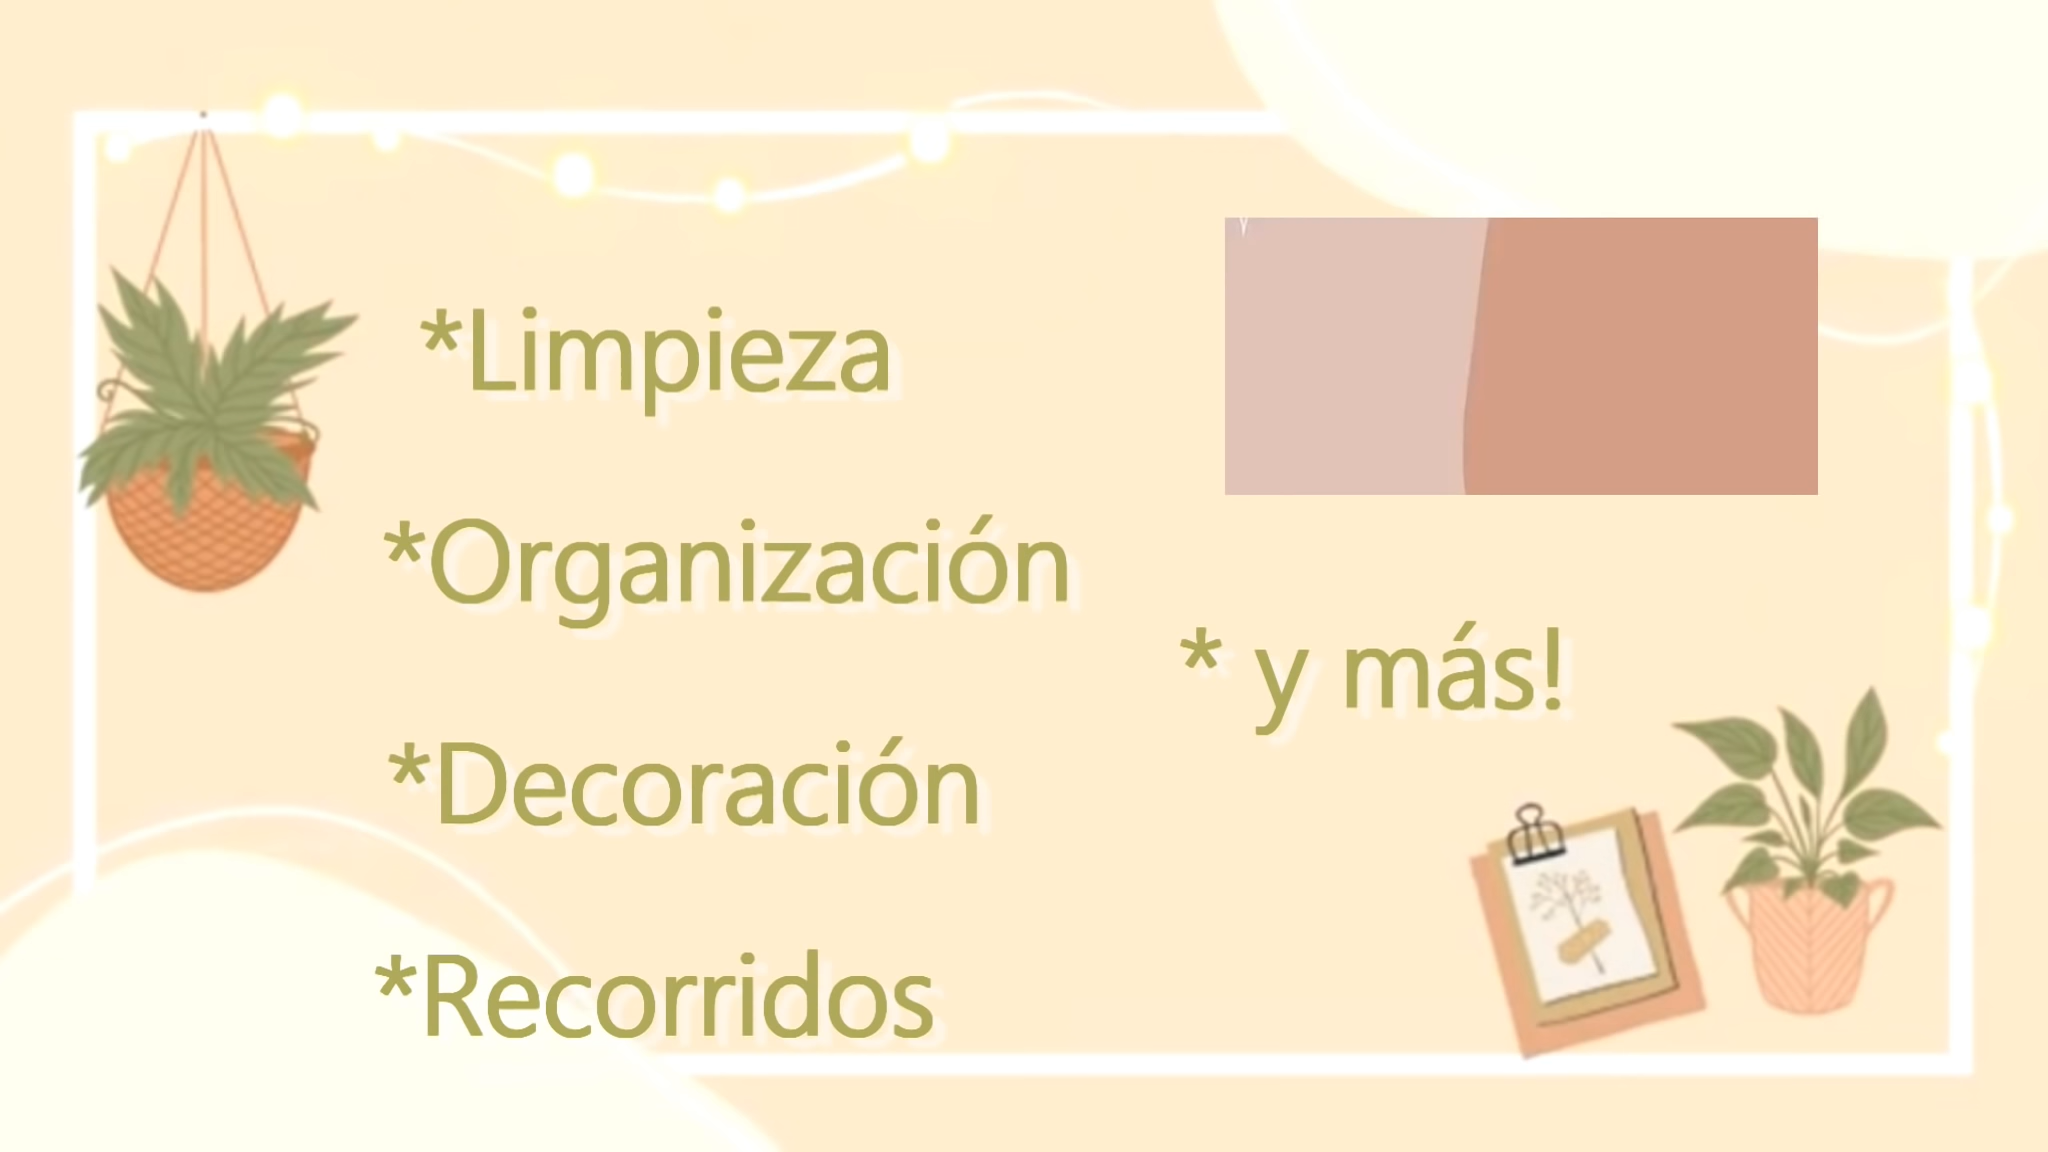 *Limpieza
*Organización
*Decoración
*Recorridos
* y más!